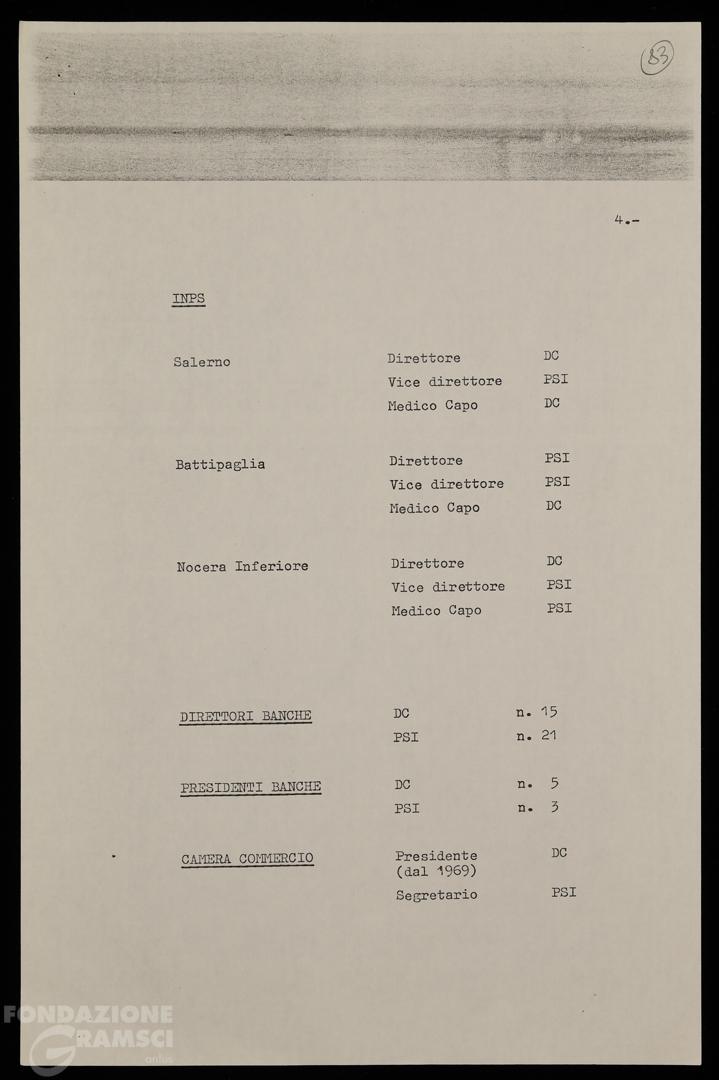 83
4.-
INPS
Salerno Direttore DC
Vice direttore PSI
Medico Capo DC
Battipaglia Direttore PSI
Vice direttore PSI
Medico Capo DC
Nocera Inferiore Direttore DC
Vice direttore PSI
Medico Capo PSI
DIRETTORI BANCHE DC n. 15
PSI n. 21
PRESIDENTI BANCHE DC n. 5
PSI n. 3
CAMERA COMMERCIO Presidente DC
(dal 1969)
Segretario PSI
FONDAZIONE
GRAMSCI
onlus